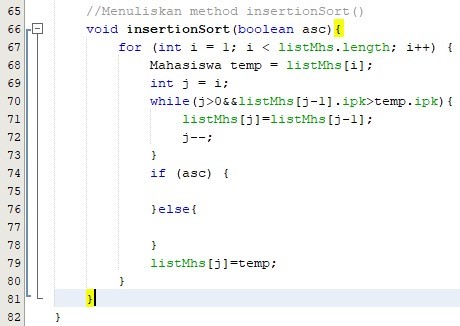 65 //Menuliskan method insertionSort()
66 void insertionSort(boolean asc){
67 for (int i = 1; i < listMhs.length; i++) {
68 Mahasiswa temp = listMhs[i];
69 int j = i;
70 while(j>0&&listMhs[j-1].ipk>temp.ipk){
71 listMhs[j]=listMhs[j-1];
72 j--;
73 }
74 if (asc) {
75
76 }else{
77
78 }
79 listMhs[j]=temp;
80 }
81 }
82 }